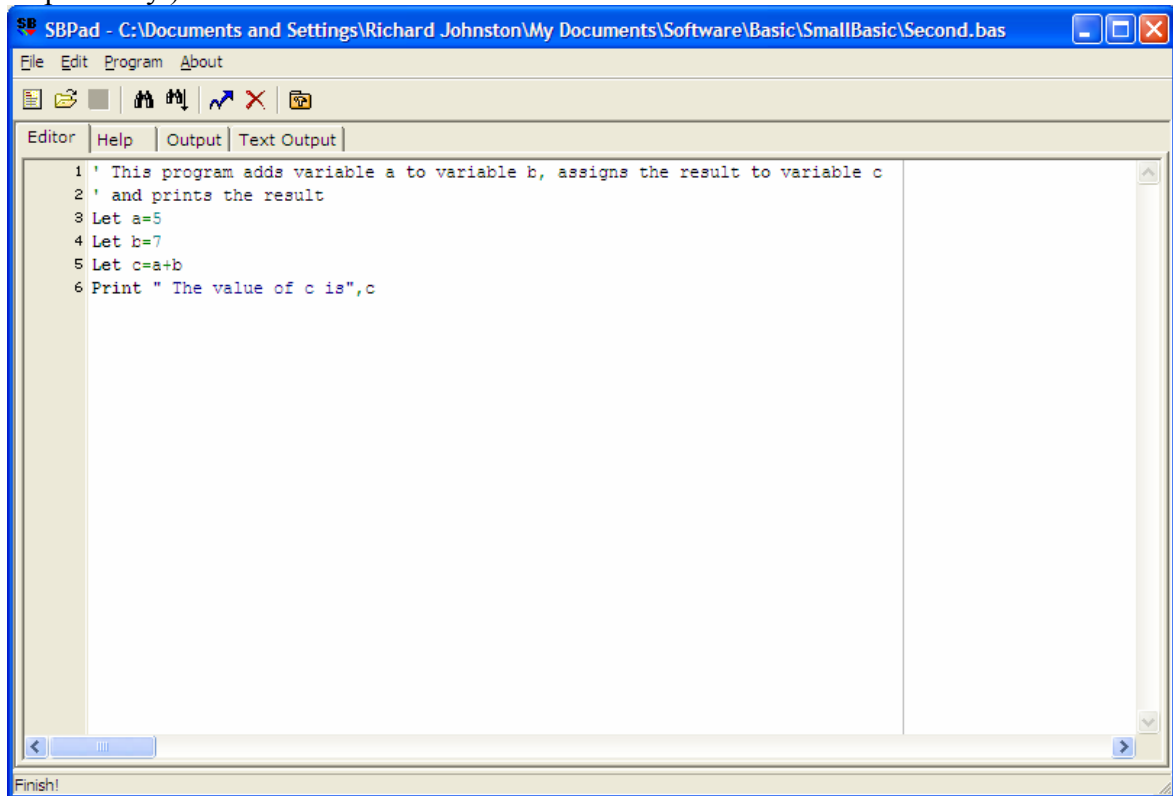 SBPad - C:\Documents and Settings\Richard Johnston\My Documents\Software\Basic\SmallBasic\Second.bas
File Edit Program About
Editor Help Output Text Output
1 ' This program adds variable a to variable b, assigns the result to variable c
2 ' and prints the result
3 Let a=5
4 Let b=7
5 Let c=a+b
6 Print " The value of c is",c
Finish!